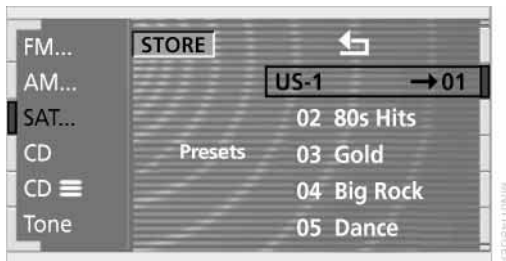 FM...
AM...
SAT...
CD
CD
Tone
STORE
US-1 →01
Presets
02 80s Hits
03 Gold
04 Big Rock
05 Dance